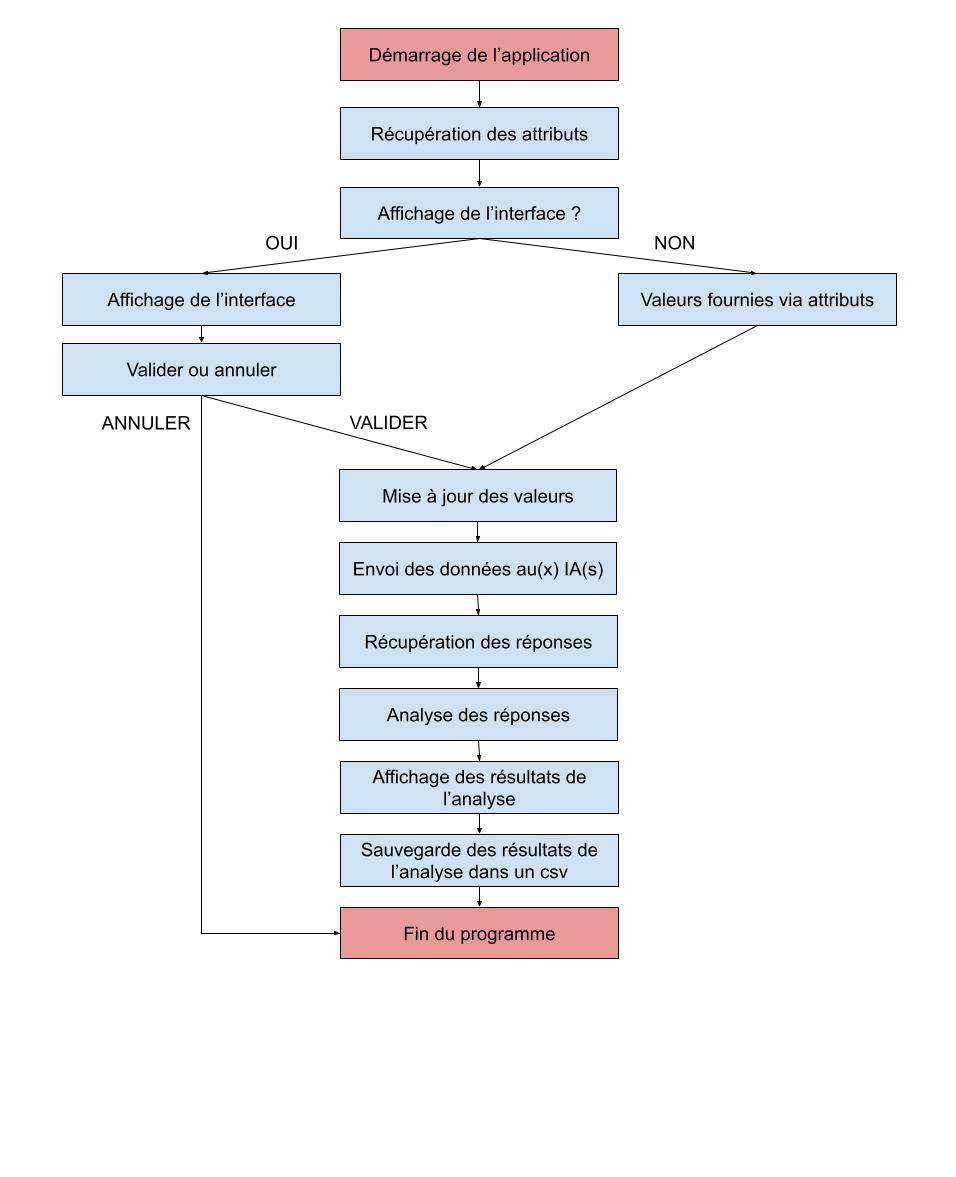 Démarrage de l’application
Récupération des attributs
Affichage de l’interface ?
OUI
NON
Affichage de l’interface
Valeurs fournies via attributs
Valider ou annuler
ANNULER
VALIDER
Mise à jour des valeurs
Envoi des données au(x) IA(s)
Récupération des réponses
Analyse des réponses
Affichage des résultats de
l’analyse
Sauvegarde des résultats de
l’analyse dans un csv
Fin du programme